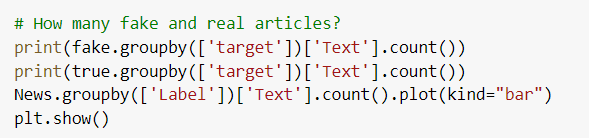 # How many fake and real articles?
print(fake.groupby(['target'])['Text'].count())
print(true.groupby(['target'])['Text'].count())
News.groupby(['Label'])['Text'].count().plot(kind="bar")
plt.show()